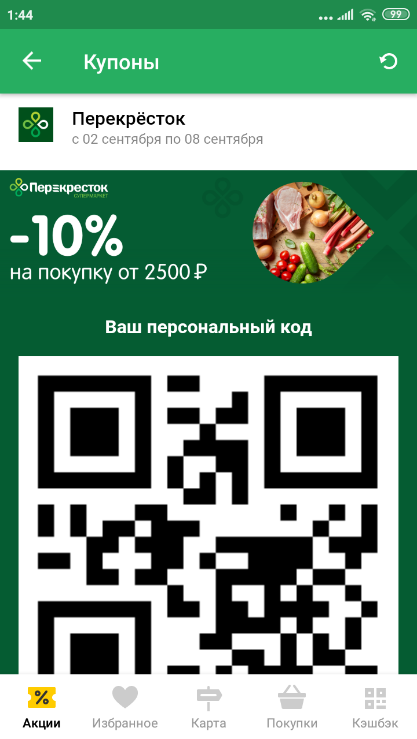 1:44
99
Купоны
Перекрёсток
с 02 сентября по 08 сентября
Перекресток
СУПЕРМАРКЕТ
-10%
на покупку от 2500 ₽
Ваш персональный код
Акции
Избранное
Карта
Покупки
Кэшбэк